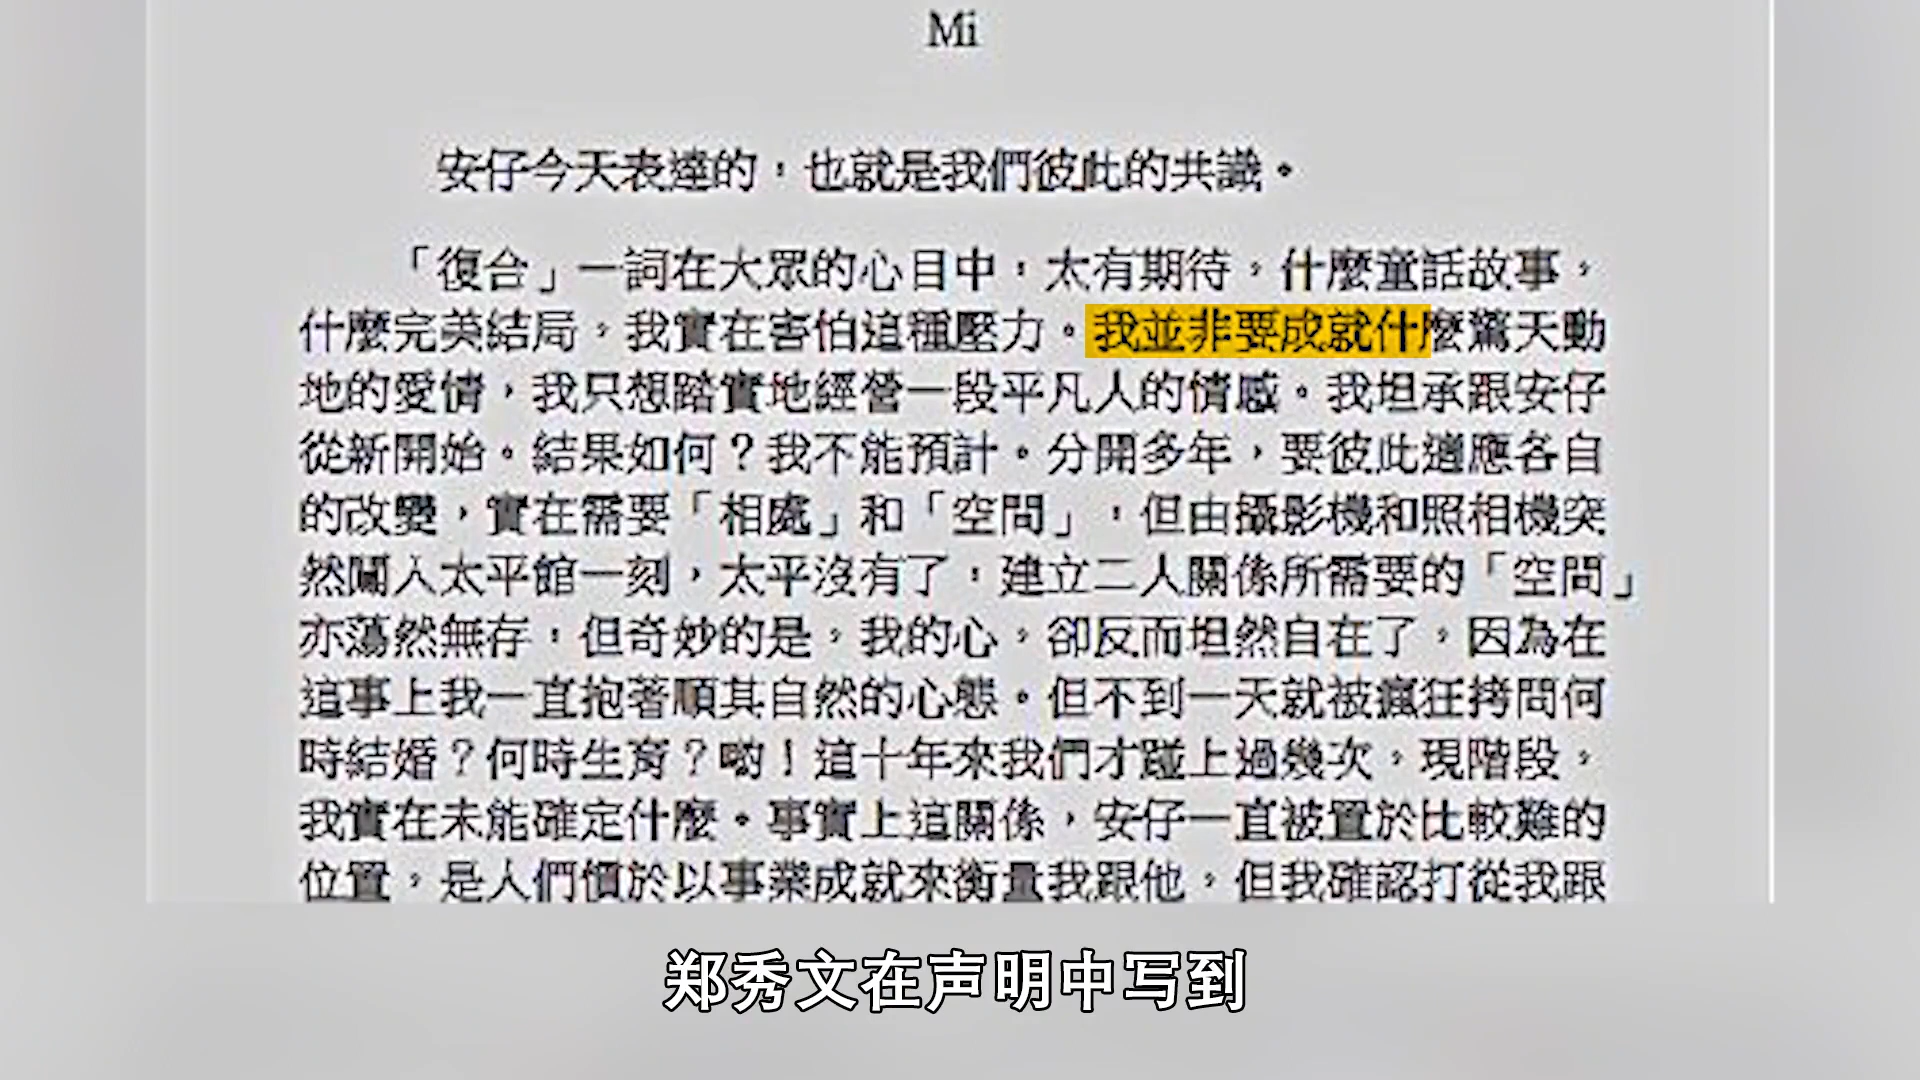 Mi
安仔今天表達的，也就是我們彼此的共識。
「復合」一詞在大眾的心目中，太有期待，什麼童話故事，
什麼完美結局，我實在害怕這種壓力。我並非要成就什麼驚天動
地的愛情，我只想踏實地經營一段平凡人的情感。我坦承跟安仔
從新開始。結果如何？我不能預計。分開多年，要彼此適應各自
的改變，實在需要「相處」和「空間」，但由攝影機和照相機突
然闖入太平館一刻，太平沒有了，建立二人關係所需要的「空間」
亦蕩然無存，但奇妙的是，我的心，卻反而坦然自在了，因為在
這事上我一直抱著順其自然的心態。但不到一天就被瘋狂拷問何
時結婚？何時生育？喲！這十年來我們才碰上過幾次，現階段，
我實在未能確定什麼。事實上這關係，安仔一直被置於比較難的
位置，是人們慣於以事業成就來衡量我跟他，但我確認打從我跟
郑秀文在声明中写到